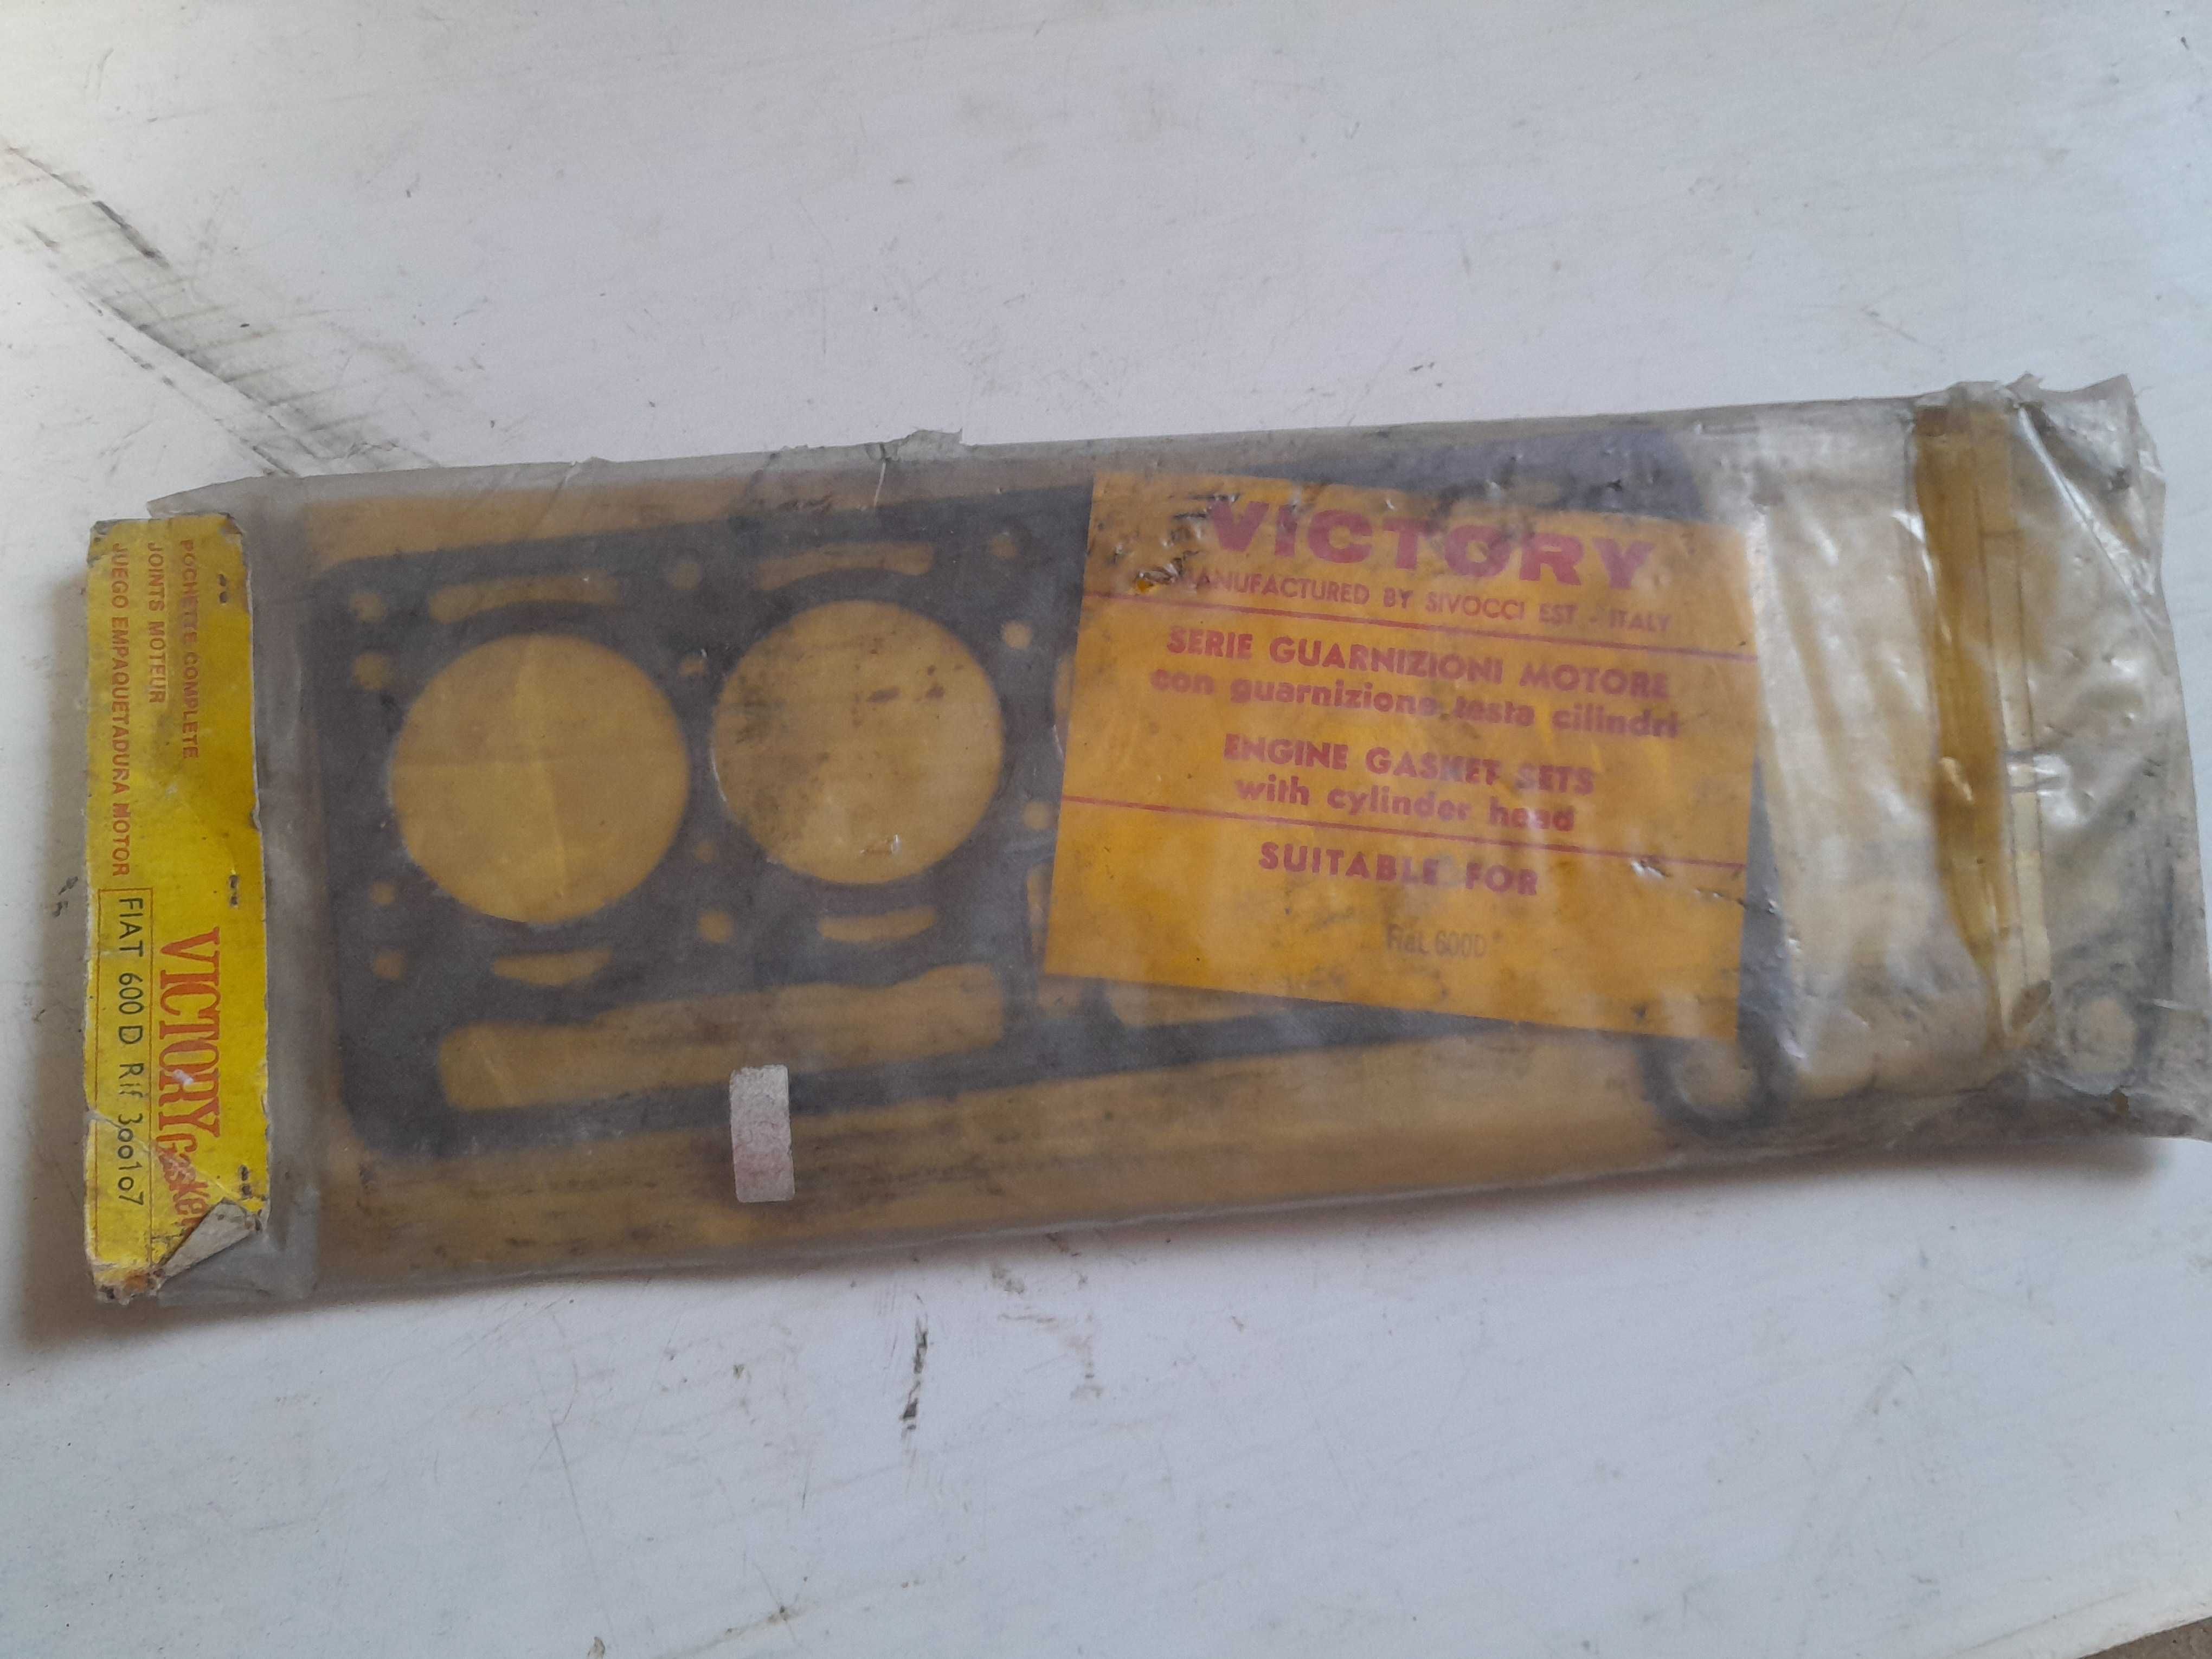 POCHETTE COMPLETE
JOINTS MOTEUR
JUEGO EMPAQUETADURA MOTOR
VICTORY Gasket
FIAT 600 D Rif 300107
VICTORY
MANUFACTURED BY SIVOCCI EST - ITALY
SERIE GUARNIZIONI MOTORE
con guarnizione testa cilindri
ENGINE GASKET SETS
with cylinder head
SUITABLE FOR
600D